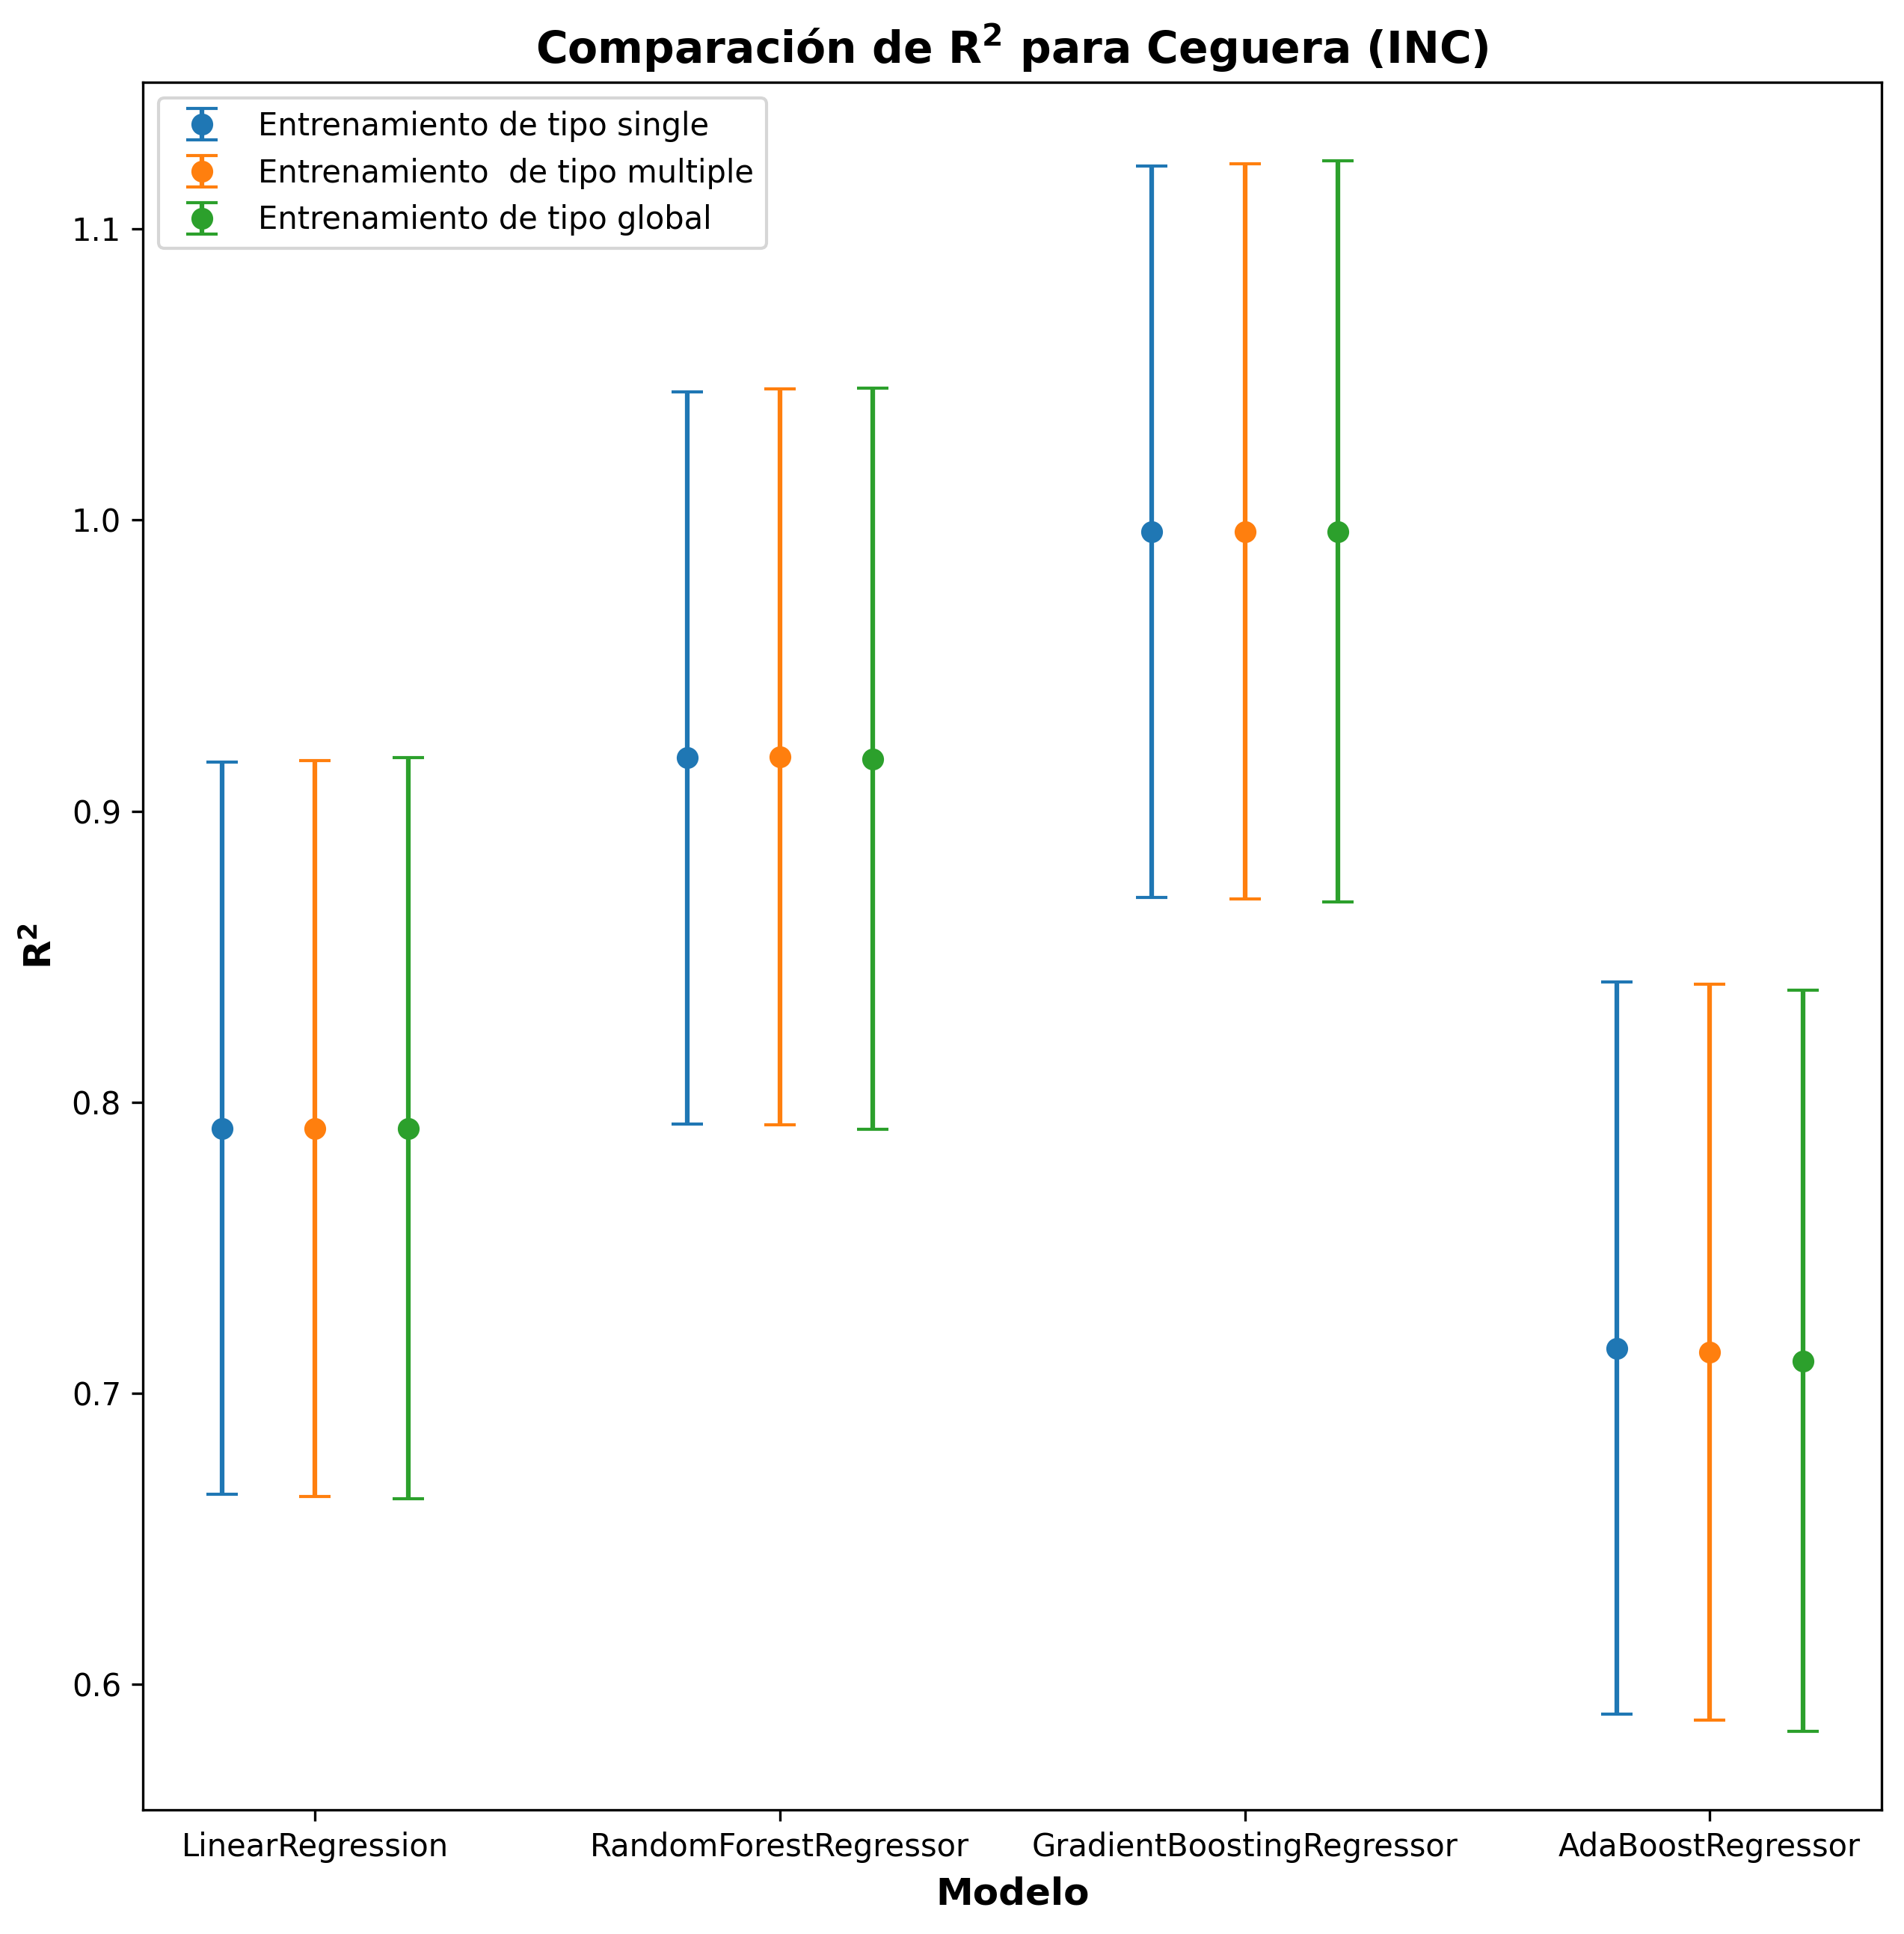 Comparación de R² para Ceguera (INC)
Entrenamiento de tipo single
Entrenamiento  de tipo multiple
Entrenamiento de tipo global
1.1
1.0
0.9
0.8
0.7
0.6
R²
LinearRegression
RandomForestRegressor
GradientBoostingRegressor
AdaBoostRegressor
Modelo